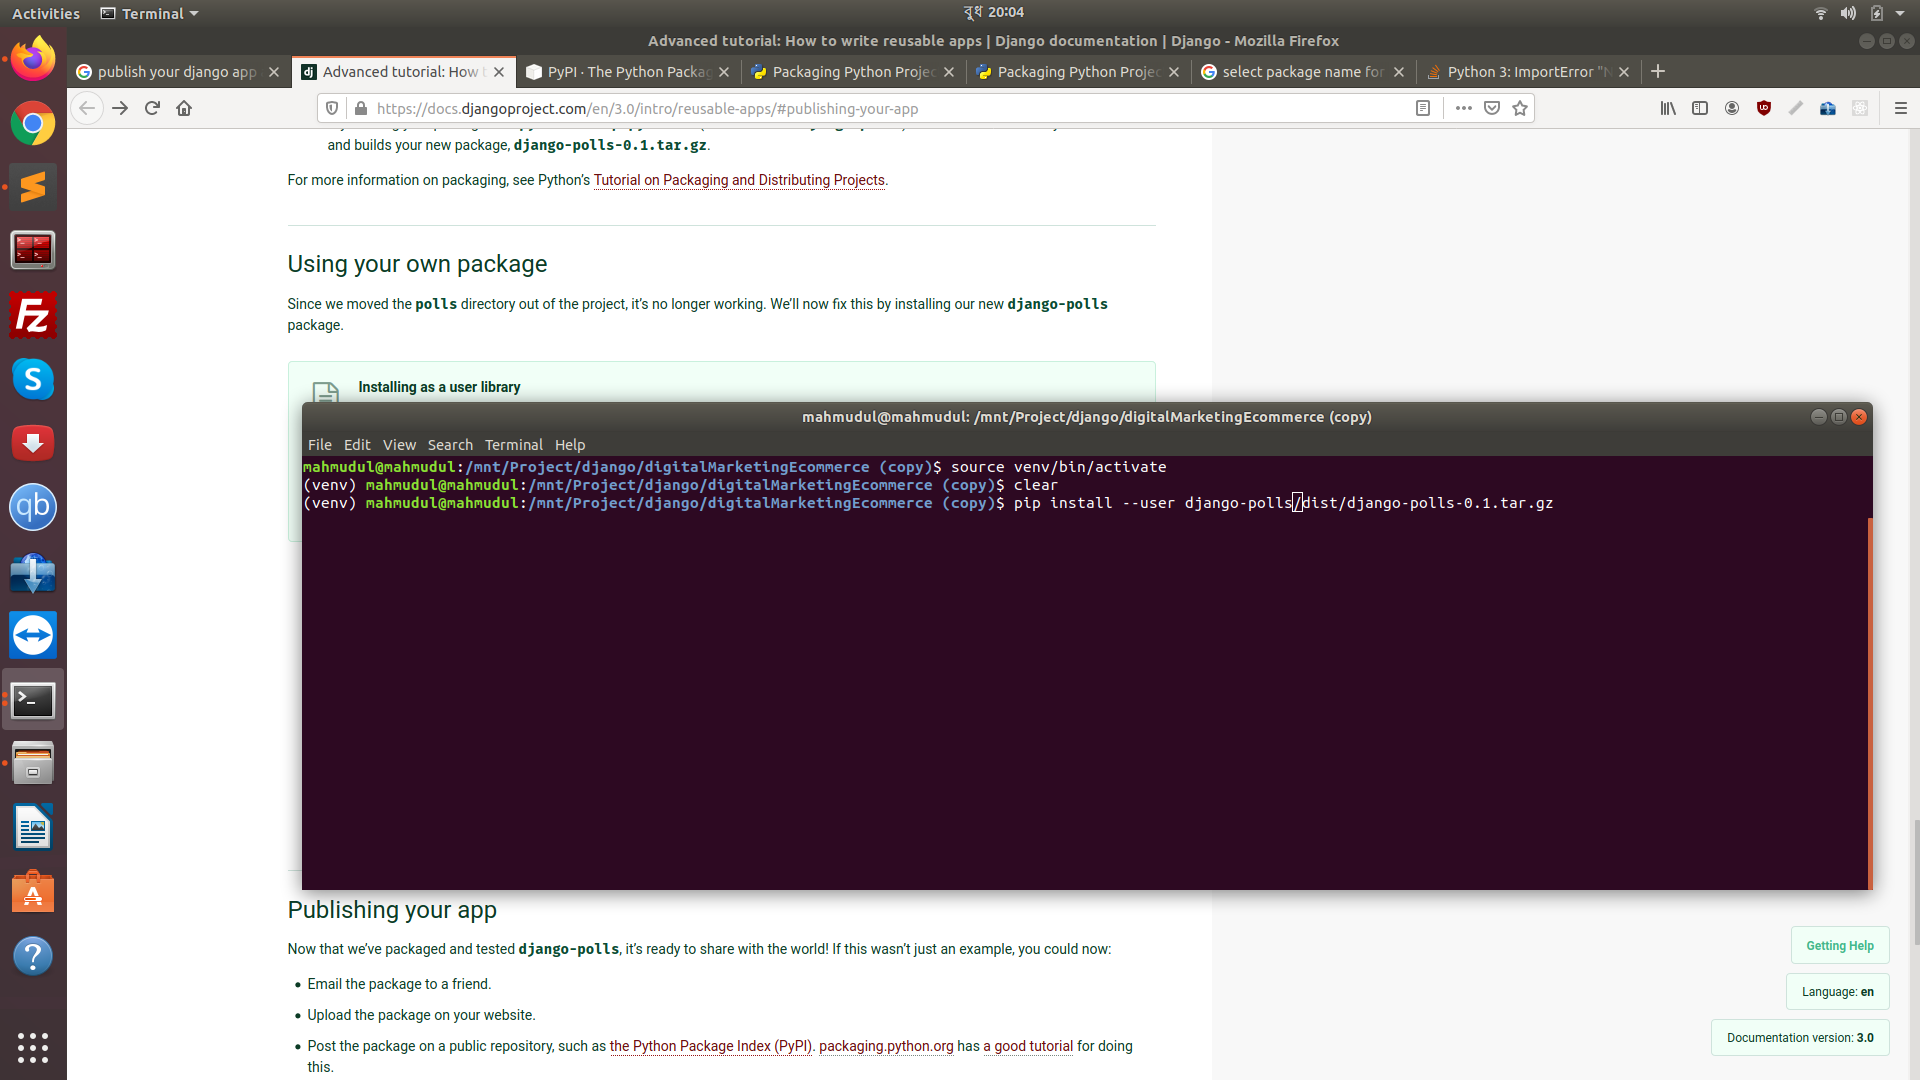 Activities
Terminal
বুধ 20:04
Advanced tutorial: How to write reusable apps | Django documentation | Django - Mozilla Firefox
publish your django app
Advanced tutorial: How
PyPI · The Python Packag
Packaging Python Projec
Packaging Python Projec
select package name for
Python 3: ImportError "N
https://docs.djangoproject.com/en/3.0/intro/reusable-apps/#publishing-your-app
and builds your new package, django-polls-0.1.tar.gz.
For more information on packaging, see Python's Tutorial on Packaging and Distributing Projects.
Using your own package
Since we moved the polls directory out of the project, it's no longer working. We'll now fix this by installing our new django-polls
package.
Installing as a user library
mahmudul@mahmudul: /mnt/Project/django/digitalMarketingEcommerce (copy)
File Edit View Search Terminal Help
mahmudul@mahmudul:/mnt/Project/django/digitalMarketingEcommerce (copy)$ source venv/bin/activate
(venv) mahmudul@mahmudul:/mnt/Project/django/digitalMarketingEcommerce (copy)$ clear
(venv) mahmudul@mahmudul:/mnt/Project/django/digitalMarketingEcommerce (copy)$ pip install --user django-polls/dist/django-polls-0.1.tar.gz
Publishing your app
Now that we've packaged and tested django-polls, it's ready to share with the world! If this wasn't just an example, you could now:
• Email the package to a friend.
• Upload the package on your website.
• Post the package on a public repository, such as the Python Package Index (PyPI). packaging.python.org has a good tutorial for doing
this.
Getting Help
Language: en
Documentation version: 3.0